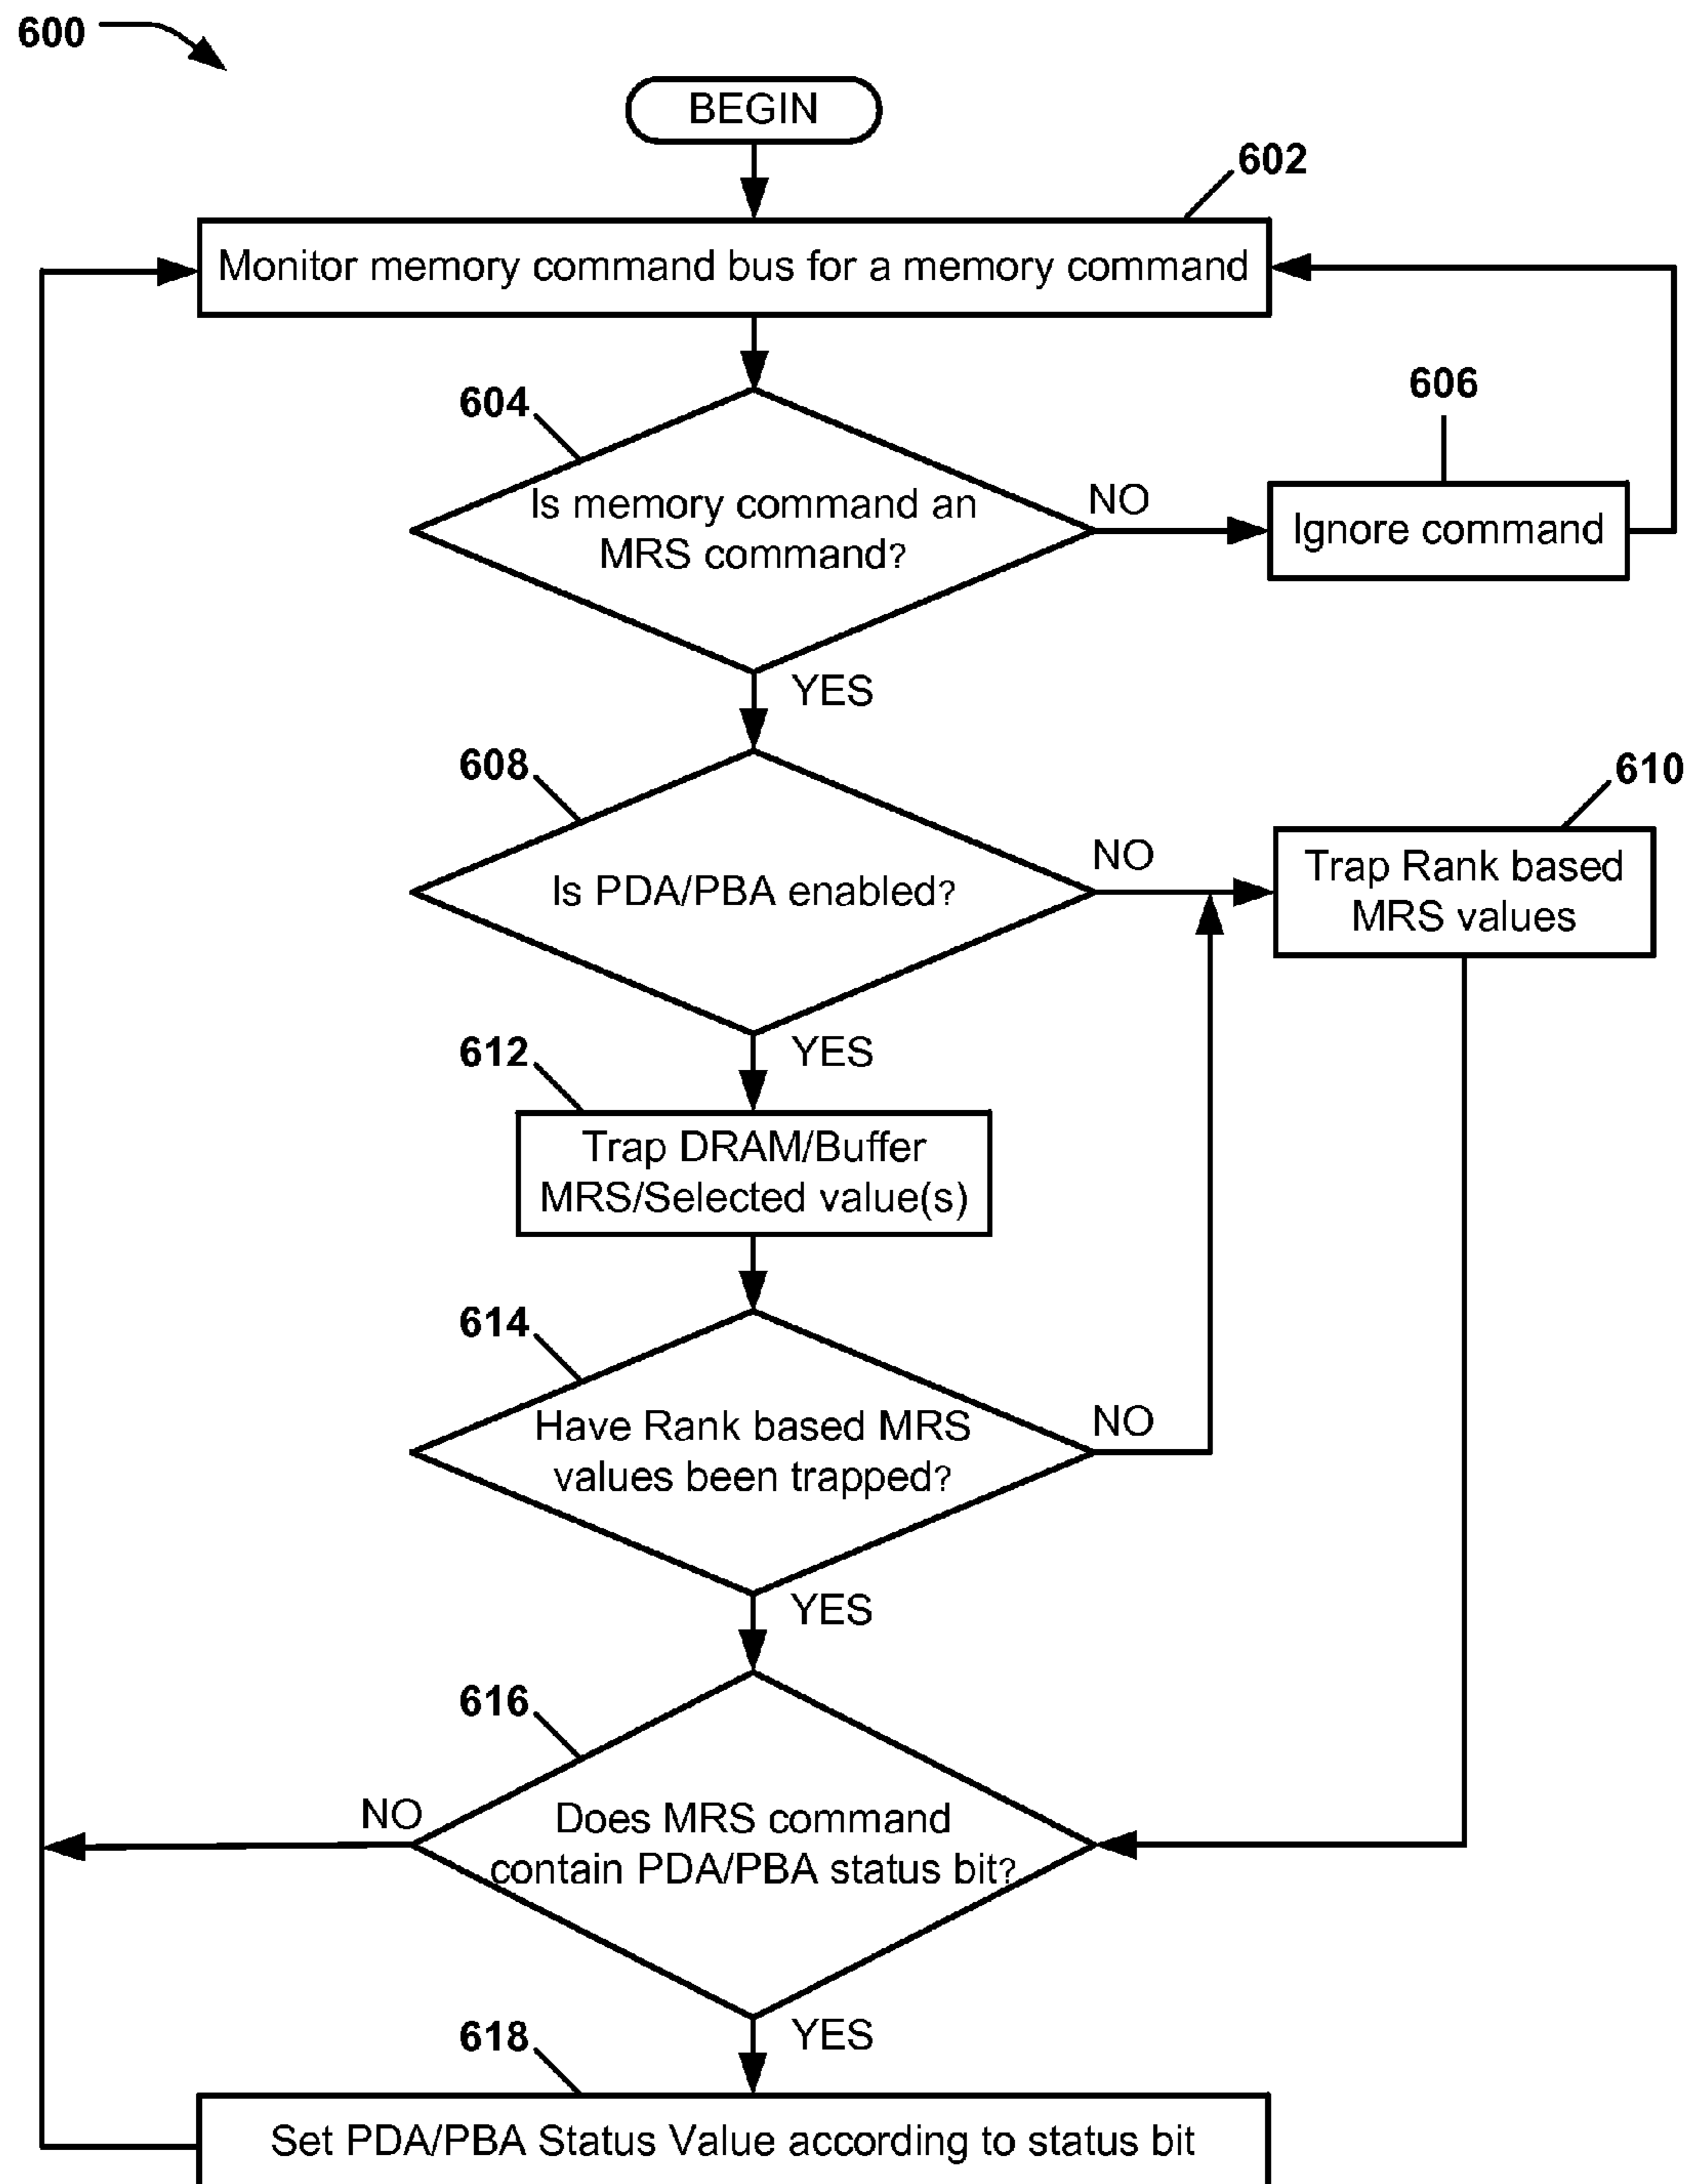 600
BEGIN
602
Monitor memory command bus for a memory command
604
606
Is memory command an
MRS command?
NO
Ignore command
YES
608
610
Is PDA/PBA enabled?
NO
Trap Rank based
MRS values
YES
612
Trap DRAM/Buffer
MRS/Selected value(s)
614
Have Rank based MRS
values been trapped?
NO
YES
616
NO
Does MRS command
contain PDA/PBA status bit?
YES
618
Set PDA/PBA Status Value according to status bit